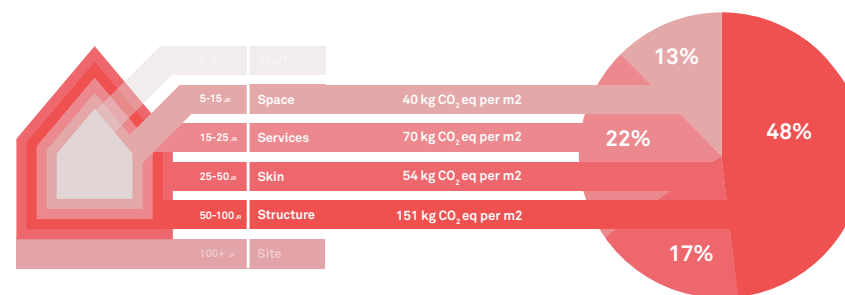 Stuff
5-15 JR Space 40 kg CO2 eq per m2
15-25 JR Services 70 kg CO2 eq per m2
25-50 JR Skin 54 kg CO2 eq per m2
50-100 JR Structure 151 kg CO2 eq per m2
100+ JR Site
13%
48%
22%
17%